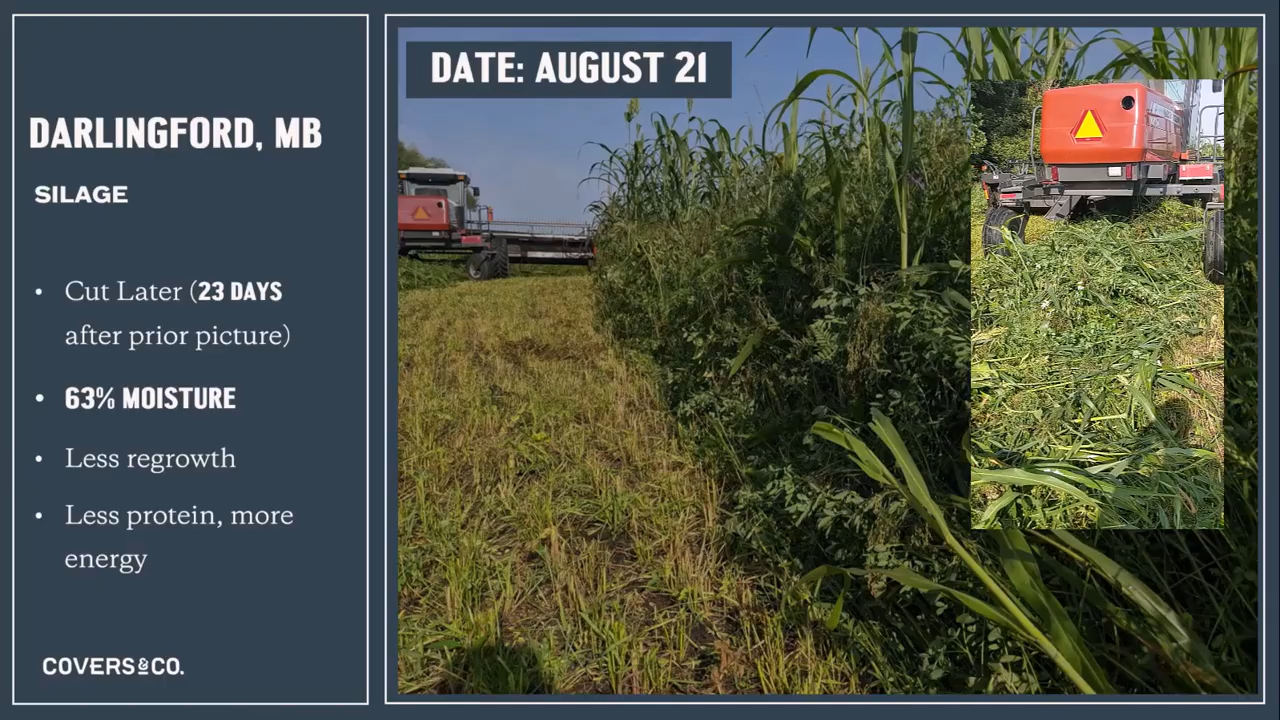 DARLINGFORD, MB
SILAGE
• Cut Later (23 DAYS
after prior picture)
• 63% MOISTURE
• Less regrowth
• Less protein, more
energy
COVERS&CO.
DATE: AUGUST 21